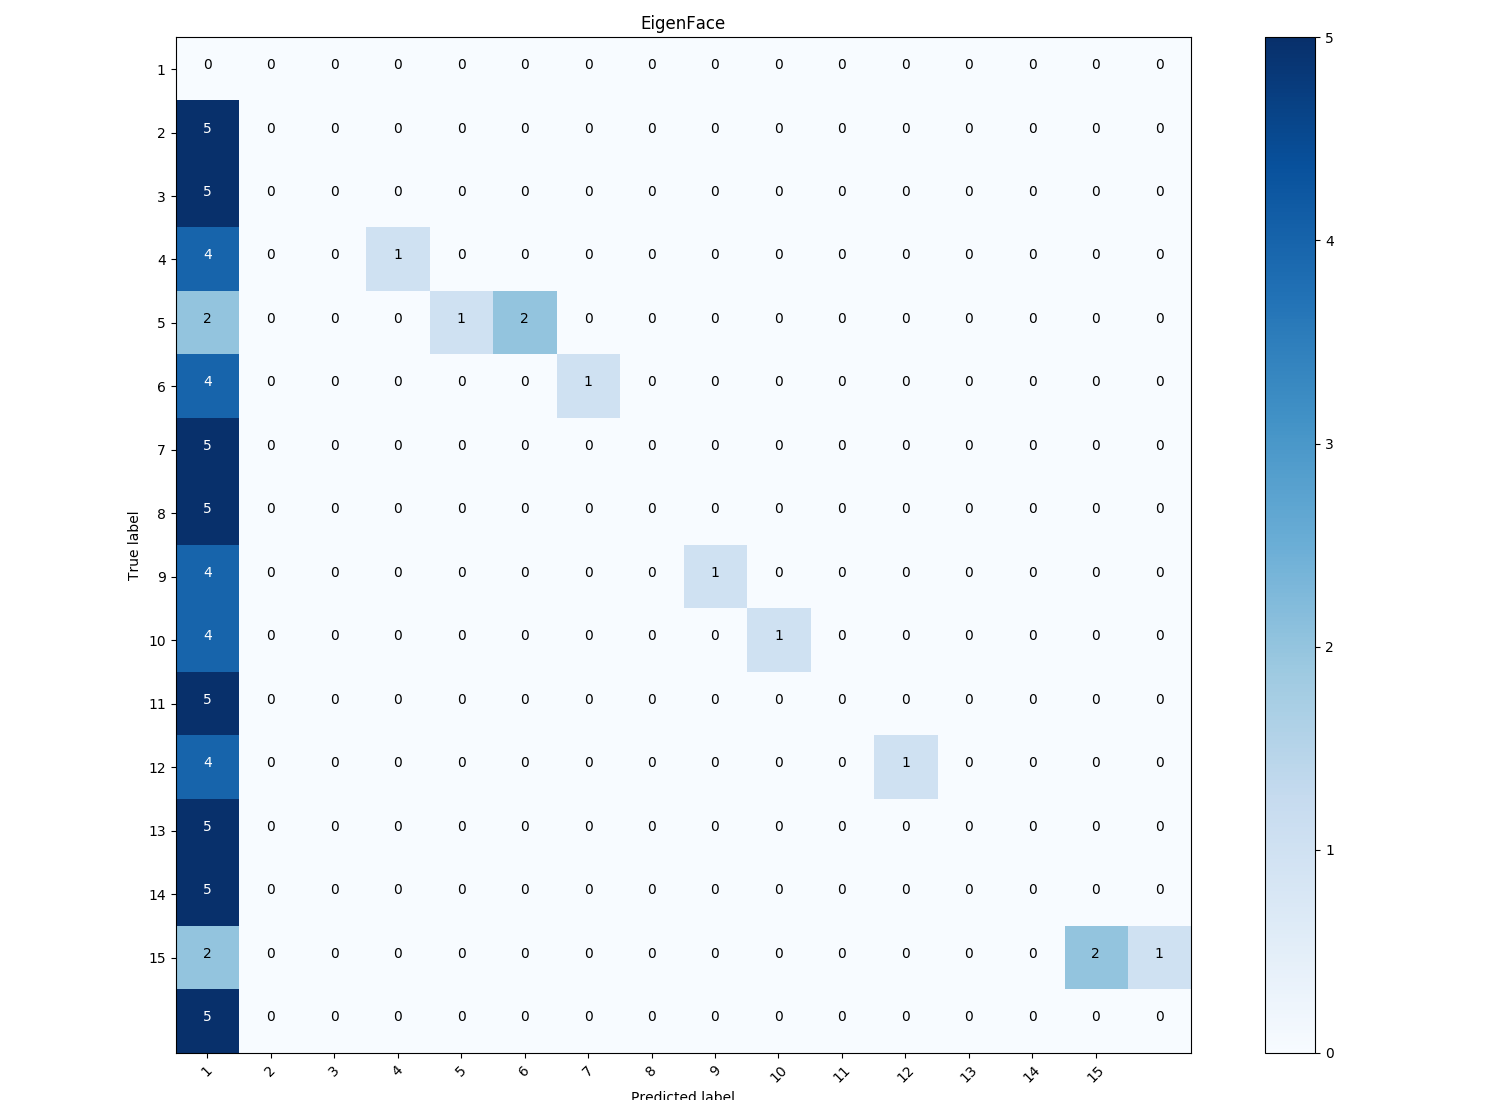 EigenFace
1 0 0 0 0 0 0 0 0 0 0 0 0 0 0 0 0
2 5 0 0 0 0 0 0 0 0 0 0 0 0 0 0 0
3 5 0 0 0 0 0 0 0 0 0 0 0 0 0 0 0
4 4 0 0 1 0 0 0 0 0 0 0 0 0 0 0 0
5 2 0 0 0 1 2 0 0 0 0 0 0 0 0 0 0
6 4 0 0 0 0 0 1 0 0 0 0 0 0 0 0 0
7 5 0 0 0 0 0 0 0 0 0 0 0 0 0 0 0
8 5 0 0 0 0 0 0 0 0 0 0 0 0 0 0 0
9 4 0 0 0 0 0 0 0 1 0 0 0 0 0 0 0
10 4 0 0 0 0 0 0 0 0 1 0 0 0 0 0 0
11 5 0 0 0 0 0 0 0 0 0 0 0 0 0 0 0
12 4 0 0 0 0 0 0 0 0 0 0 1 0 0 0 0
13 5 0 0 0 0 0 0 0 0 0 0 0 0 0 0 0
14 5 0 0 0 0 0 0 0 0 0 0 0 0 0 0 0
15 2 0 0 0 0 0 0 0 0 0 0 0 0 0 2 1
5 0 0 0 0 0 0 0 0 0 0 0 0 0 0 0
1 2 3 4 5 6 7 8 9 10 11 12 13 14 15
True label
Predicted label
5
4
3
2
1
0